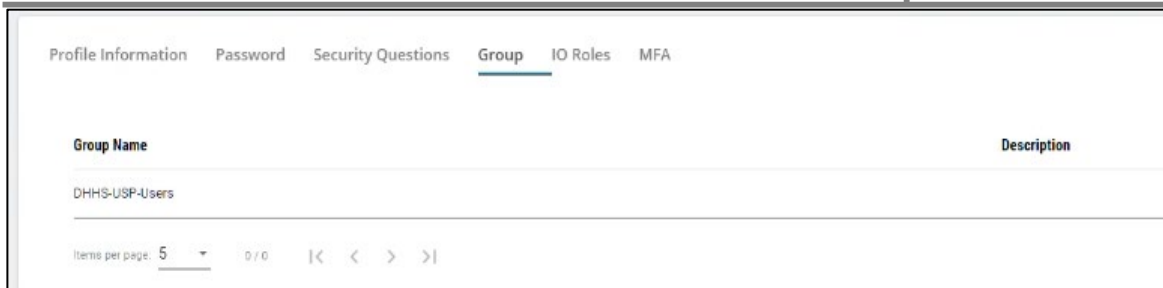 Profile Information Password Security Questions Group IO Roles MFA
Group Name Description
DHHS-USP-Users
Items per page: 5 0 / 0 |< < > >|